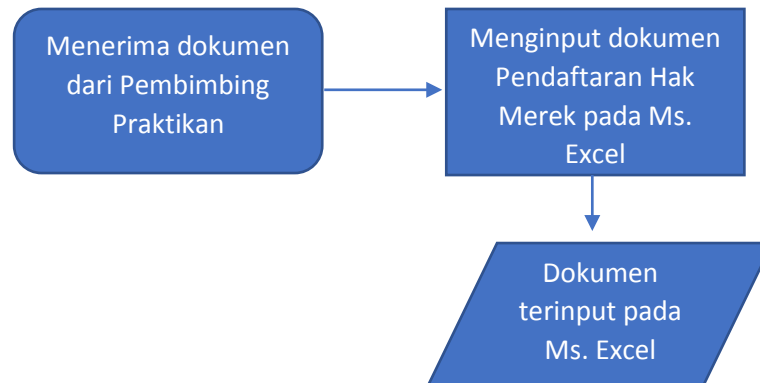 Menerima dokumen
dari Pembimbing
Praktikan
Menginput dokumen
Pendaftaran Hak
Merek pada Ms.
Excel
Dokumen
terinput pada
Ms. Excel